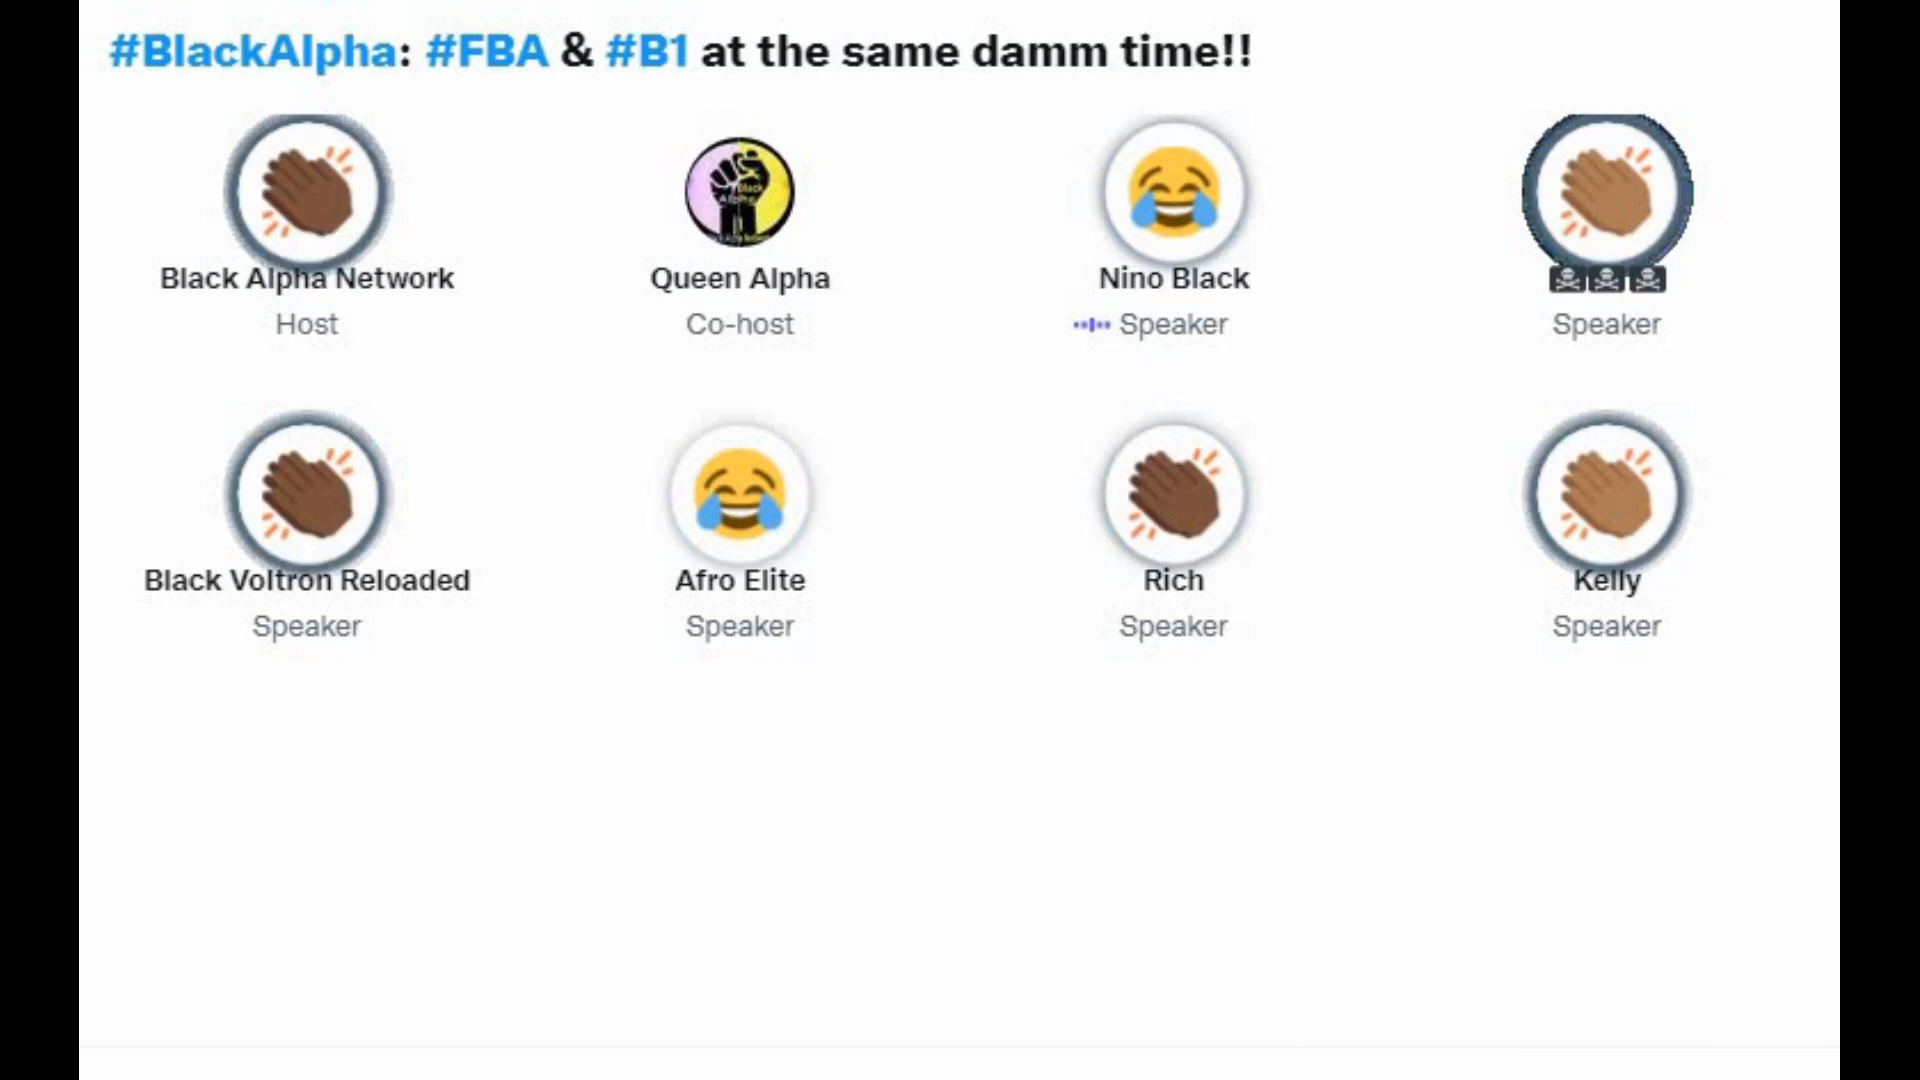 #BlackAlpha: #FBA & #B1 at the same damm time!!
Black Alpha Network
Queen Alpha
Nino Black
☠️☠️☠️
Host
Co-host
Speaker
Speaker
Black Voltron Reloaded
Afro Elite
Rich
Kelly
Speaker
Speaker
Speaker
Speaker